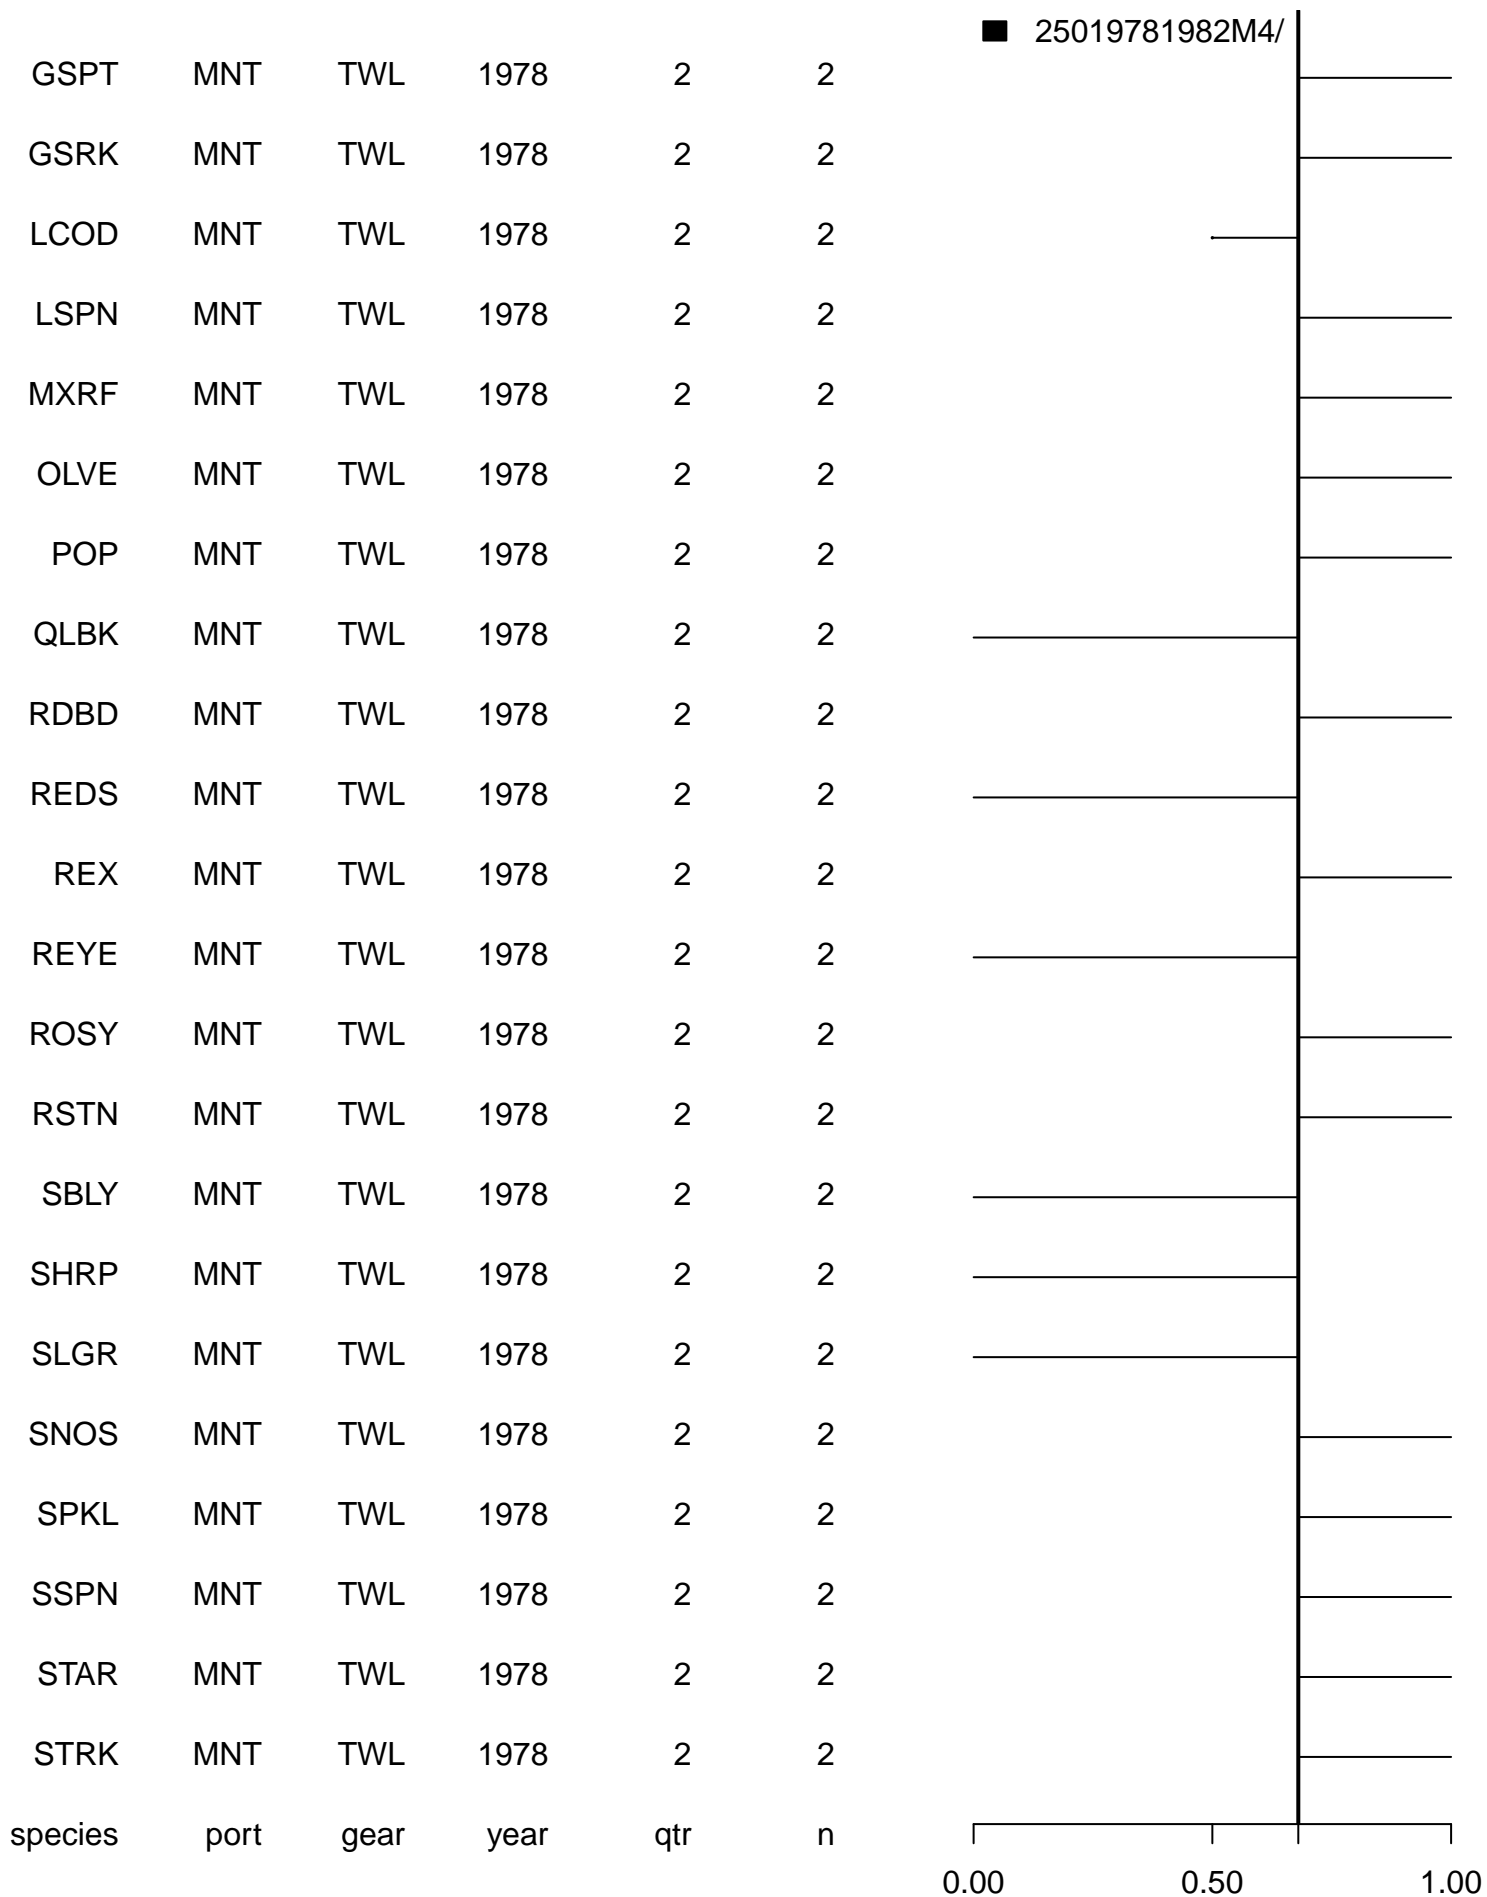 25019781982M4/
GSPT MNT TWL 1978 2 2
GSRK MNT TWL 1978 2 2
LCOD MNT TWL 1978 2 2
LSPN MNT TWL 1978 2 2
MXRF MNT TWL 1978 2 2
OLVE MNT TWL 1978 2 2
POP MNT TWL 1978 2 2
QLBK MNT TWL 1978 2 2
RDBD MNT TWL 1978 2 2
REDS MNT TWL 1978 2 2
REX MNT TWL 1978 2 2
REYE MNT TWL 1978 2 2
ROSY MNT TWL 1978 2 2
RSTN MNT TWL 1978 2 2
SBLY MNT TWL 1978 2 2
SHRP MNT TWL 1978 2 2
SLGR MNT TWL 1978 2 2
SNOS MNT TWL 1978 2 2
SPKL MNT TWL 1978 2 2
SSPN MNT TWL 1978 2 2
STAR MNT TWL 1978 2 2
STRK MNT TWL 1978 2 2
species port gear year qtr n
0.00 0.50 1.00